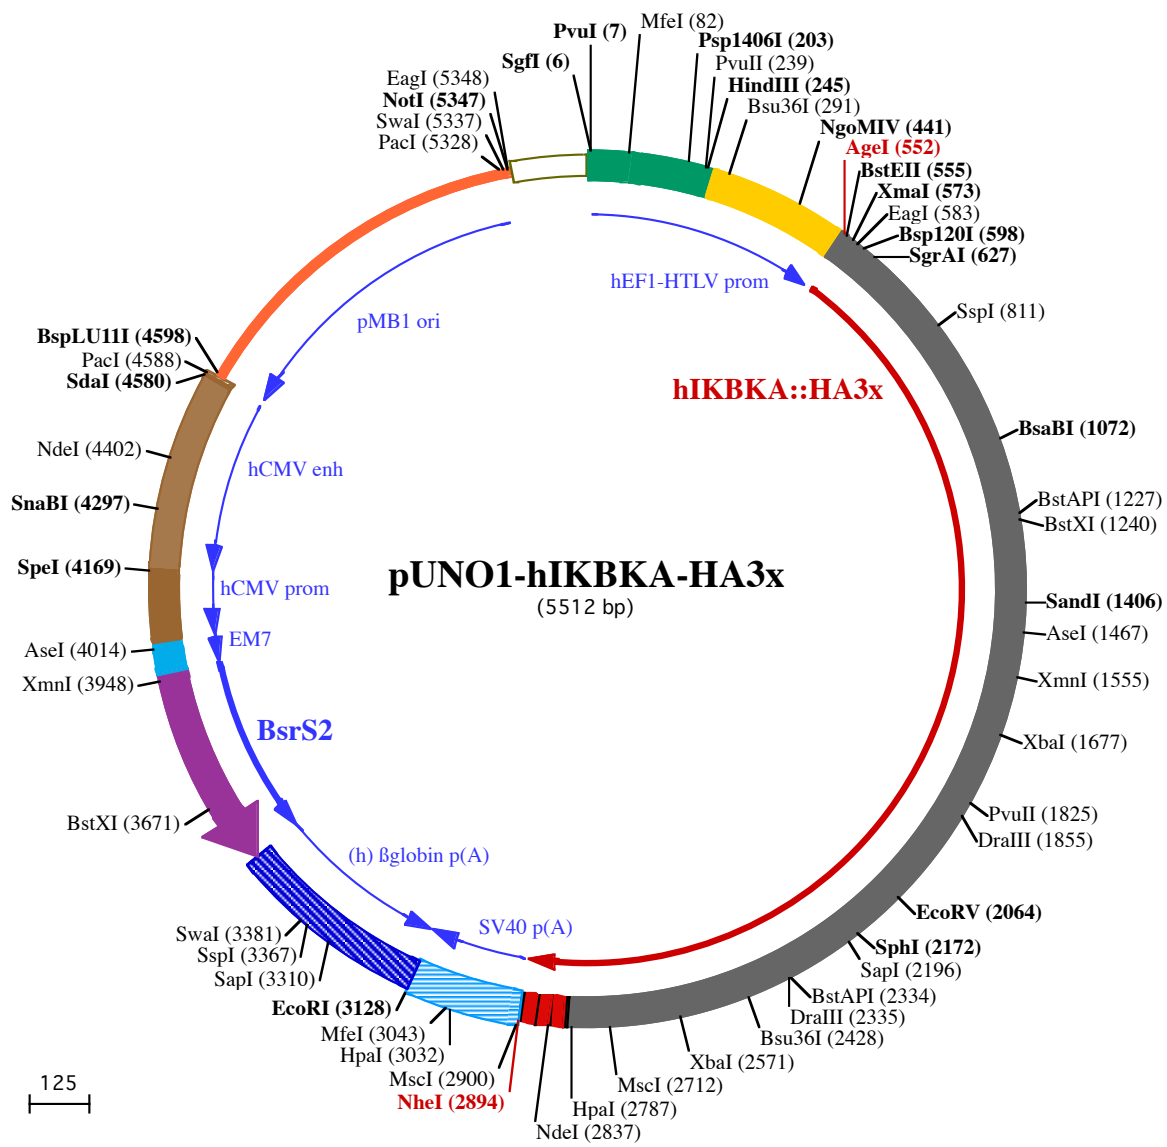 PvuI (7)
MfeI (82)
SgfI (6)
Psp1406I (203)
PvuII (239)
HindIII (245)
Bsu36I (291)
NgoMIV (441)
AgeI (552)
BstEII (555)
XmaI (573)
EagI (583)
Bsp120I (598)
SgrAI (627)
SspI (811)
BsaBI (1072)
BstAPI (1227)
BstXI (1240)
SandI (1406)
AseI (1467)
XmnI (1555)
XbaI (1677)
PvuII (1825)
DraIII (1855)
EcoRV (2064)
SphI (2172)
SapI (2196)
BstAPI (2334)
DraIII (2335)
Bsu36I (2428)
XbaI (2571)
MscI (2712)
HpaI (2787)
NdeI (2837)
NheI (2894)
MscI (2900)
HpaI (3032)
MfeI (3043)
EcoRI (3128)
SapI (3310)
SspI (3367)
SwaI (3381)
BstXI (3671)
XmnI (3948)
AseI (4014)
SpeI (4169)
SnaBI (4297)
NdeI (4402)
SdaI (4580)
PacI (4588)
BspLU11I (4598)
PacI (5328)
SwaI (5337)
NotI (5347)
EagI (5348)
hEF1-HTLV prom
hIKBKA::HA3x
pMB1 ori
hCMV enh
hCMV prom
EM7
BsrS2
(h) ßglobin p(A)
SV40 p(A)
pUNO1-hIKBKA-HA3x
(5512 bp)
125